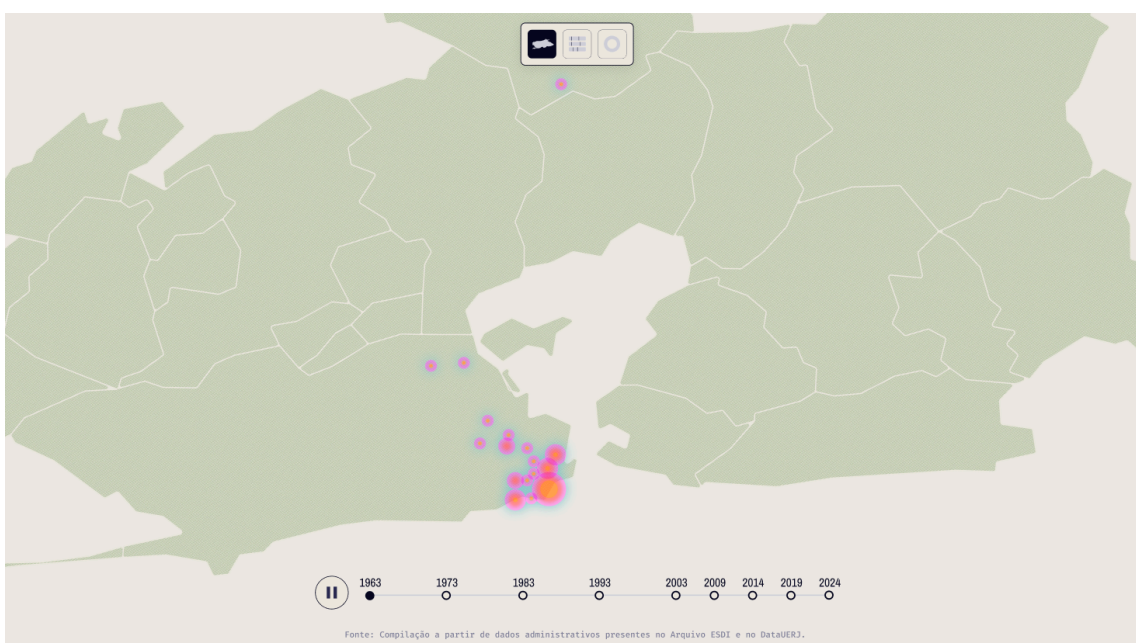 1963 1973 1983 1993 2003 2009 2014 2019 2024
Fonte: Compilação a partir de dados administrativos presentes no Arquivo ESDI e no DataUERJ.